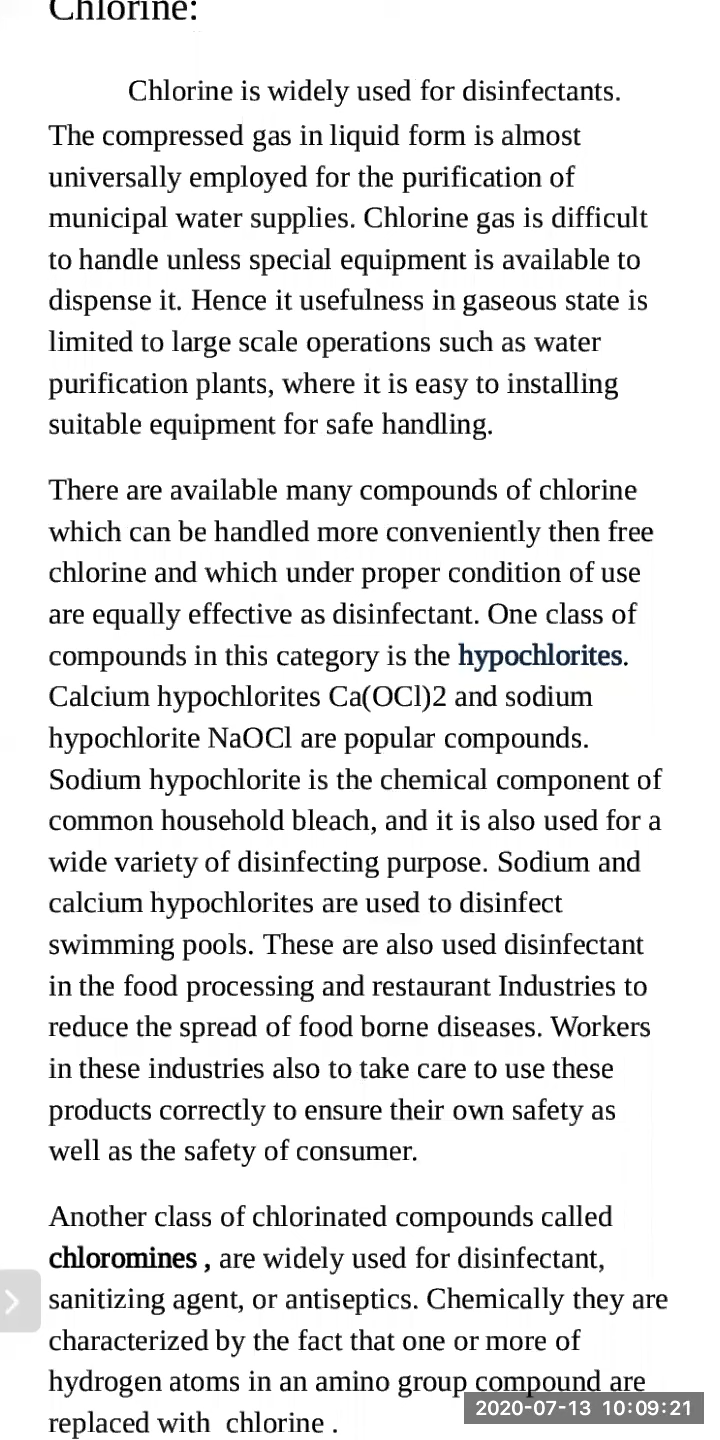 Chlorine:
Chlorine is widely used for disinfectants.
The compressed gas in liquid form is almost
universally employed for the purification of
municipal water supplies. Chlorine gas is difficult
to handle unless special equipment is available to
dispense it. Hence it usefulness in gaseous state is
limited to large scale operations such as water
purification plants, where it is easy to installing
suitable equipment for safe handling.
There are available many compounds of chlorine
which can be handled more conveniently then free
chlorine and which under proper condition of use
are equally effective as disinfectant. One class of
compounds in this category is the hypochlorites.
Calcium hypochlorites Ca(OCl)2 and sodium
hypochlorite NaOCl are popular compounds.
Sodium hypochlorite is the chemical component of
common household bleach, and it is also used for a
wide variety of disinfecting purpose. Sodium and
calcium hypochlorites are used to disinfect
swimming pools. These are also used disinfectant
in the food processing and restaurant Industries to
reduce the spread of food borne diseases. Workers
in these industries also to take care to use these
products correctly to ensure their own safety as
well as the safety of consumer.
Another class of chlorinated compounds called
chloromines , are widely used for disinfectant,
sanitizing agent, or antiseptics. Chemically they are
characterized by the fact that one or more of
hydrogen atoms in an amino group compound are
replaced with chlorine .
2020-07-13 10:09:21